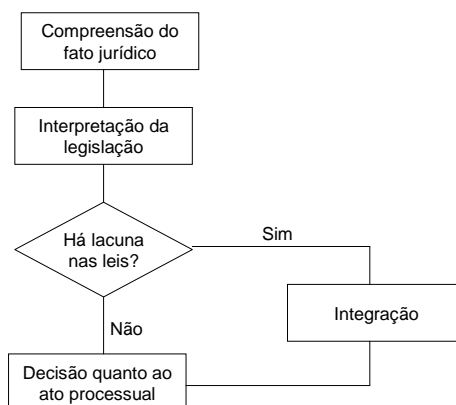 Compreensão do
fato jurídico
Interpretação da
legislação
Há lacuna
nas leis?
Sim
Integração
Não
Decisão quanto ao
ato processual